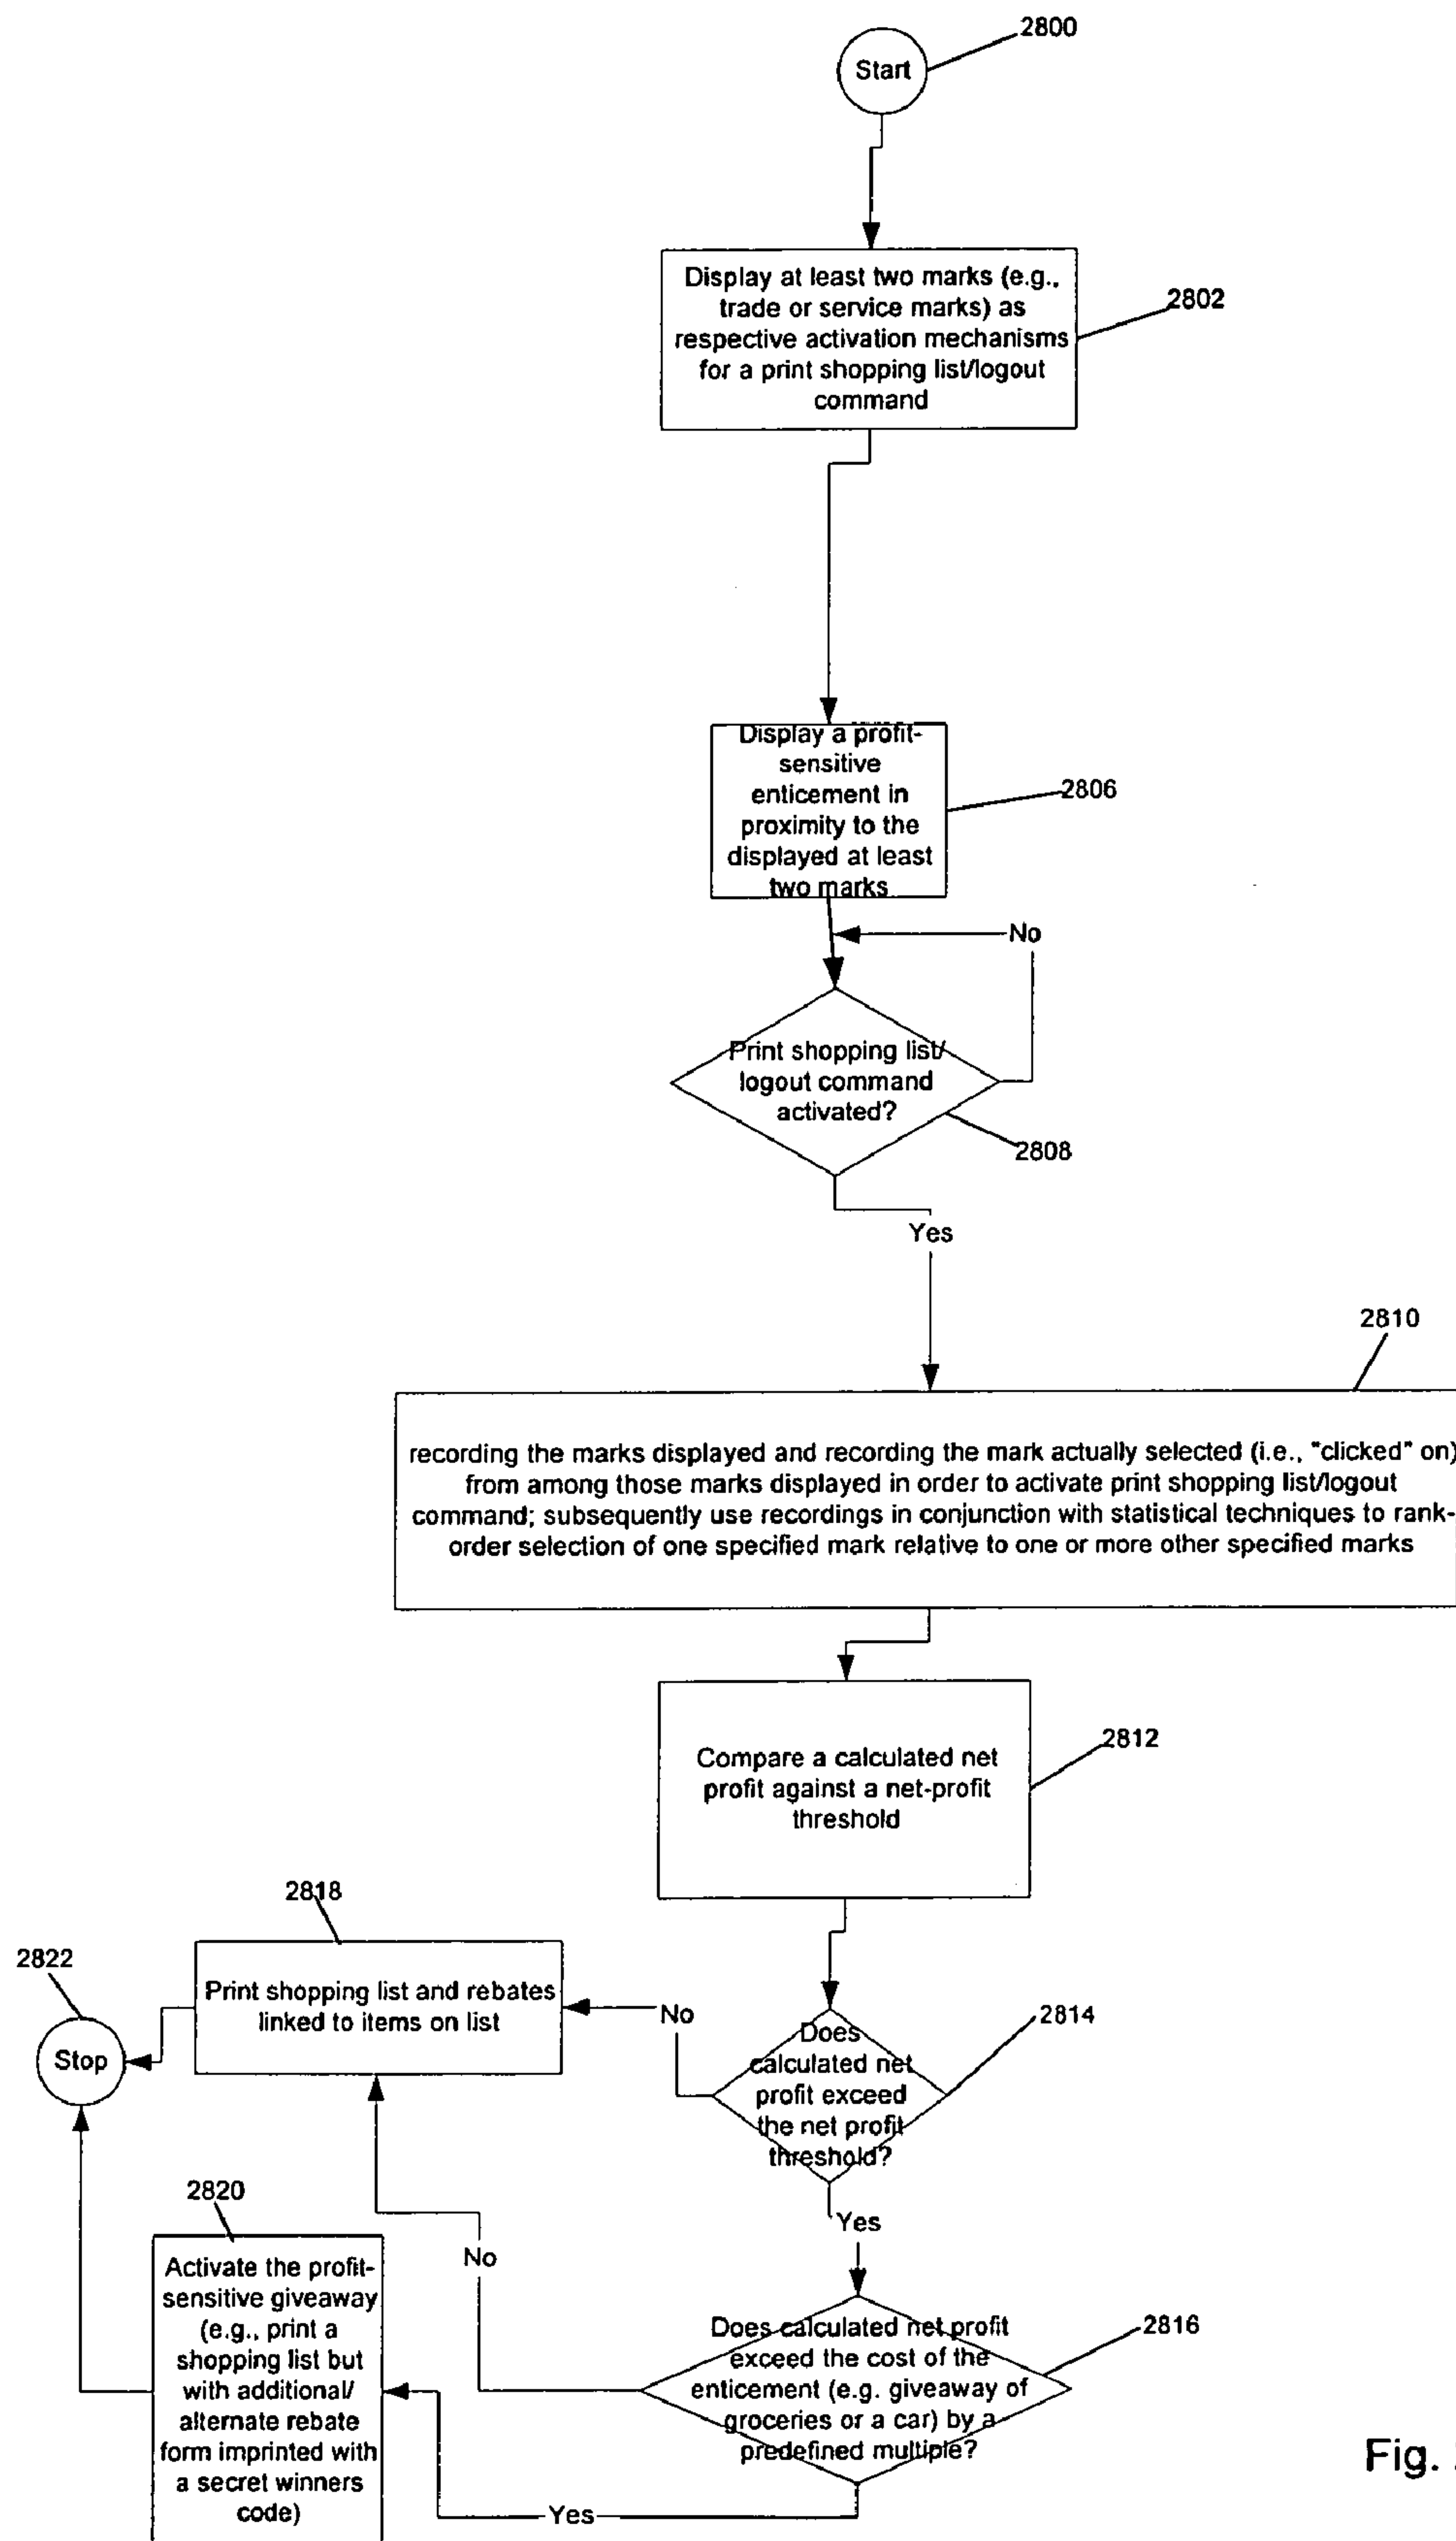 2800
Start
Display at least two marks (e.g.,
trade or service marks) as
respective activation mechanisms
for a print shopping list/logout
command
2802
Display a profit-
sensitive
enticement in
proximity to the
displayed at least
two marks
2806
No
Print shopping list/
logout command
activated?
2808
Yes
2810
recording the marks displayed and recording the mark actually selected (i.e., "clicked" on)
from among those marks displayed in order to activate print shopping list/logout
command; subsequently use recordings in conjunction with statistical techniques to rank-
order selection of one specified mark relative to one or more other specified marks
2812
Compare a calculated net
profit against a net-profit
threshold
2818
2822
Print shopping list and rebates
linked to items on list
Stop
No
2814
Does
calculated net
profit exceed
the net profit
threshold?
2820
Yes
No
Activate the profit-
sensitive giveaway
(e.g., print a
shopping list but
with additional/
alternate rebate
form imprinted with
a secret winners
code)
2816
Does calculated net profit
exceed the cost of the
enticement (e.g. giveaway of
groceries or a car) by a
predefined multiple?
Yes
Fig.